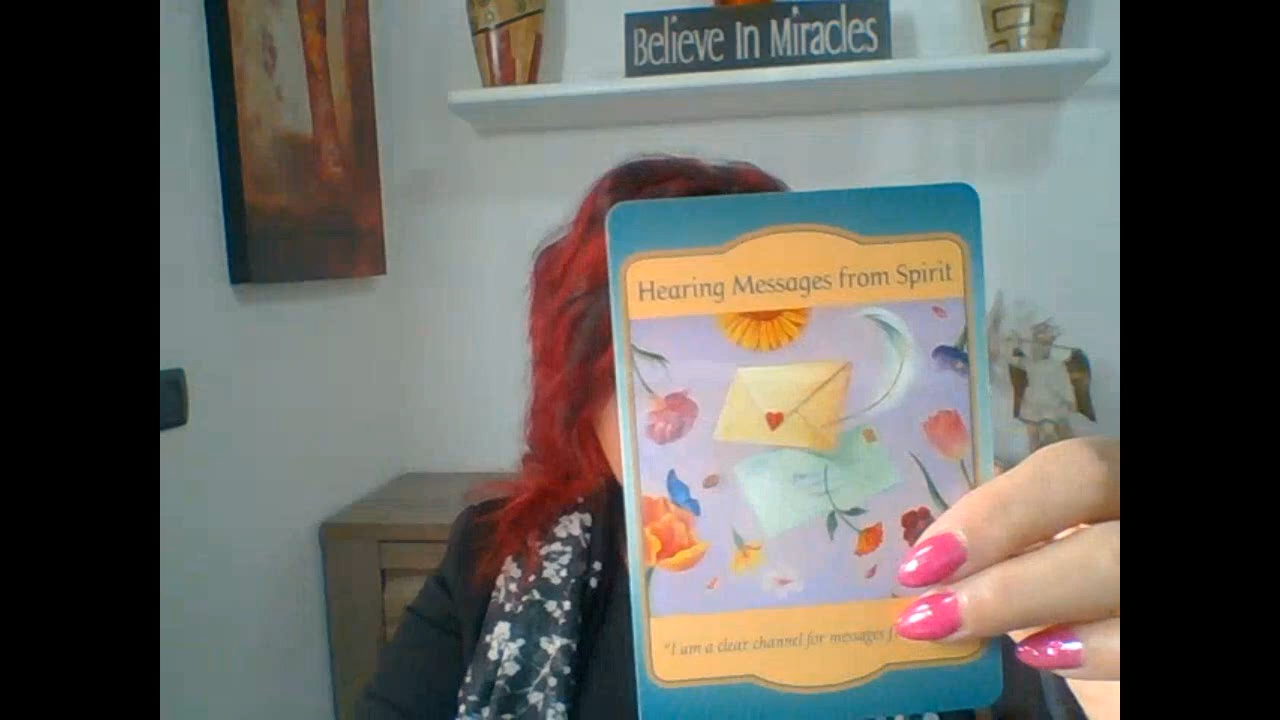 Believe In Miracles
Hearing Messages from Spirit
"I am a clear channel for messages